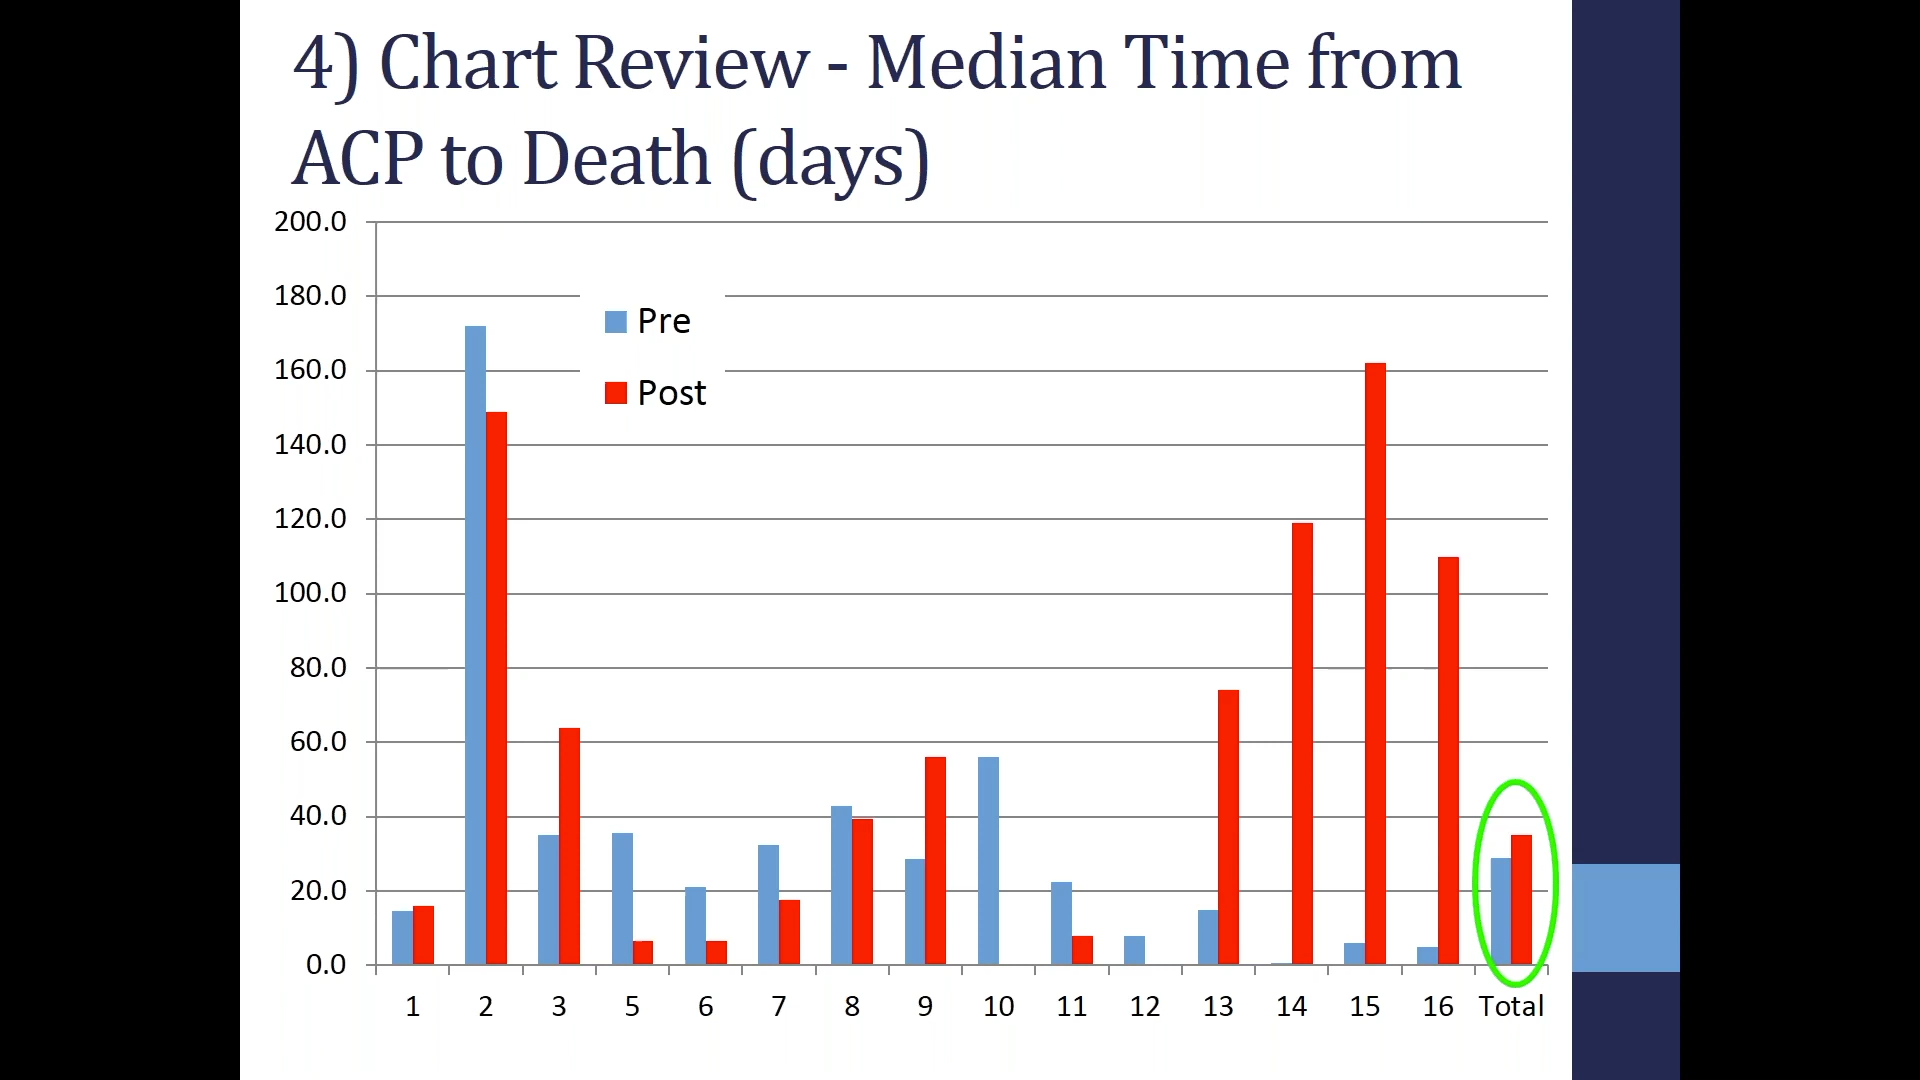 4) Chart Review - Median Time from
ACP to Death (days)
200.0
180.0
160.0
140.0
120.0
100.0
80.0
60.0
40.0
20.0
0.0
Pre
Post
1 2 3 5 6 7 8 9 10 11 12 13 14 15 16 Total